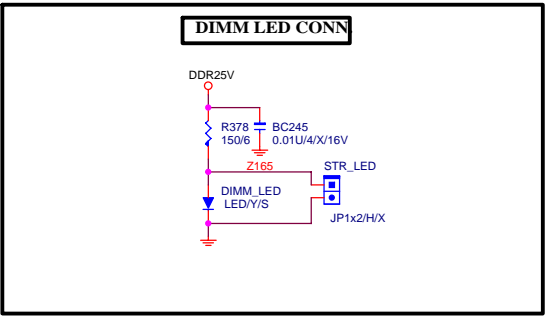 DIMM LED CONN.
DDR25V
R378
150/6
BC245
0.01U/4/X/16V
Z165
STR_LED
DIMM_LED
LED/Y/S
JP1x2/H/X